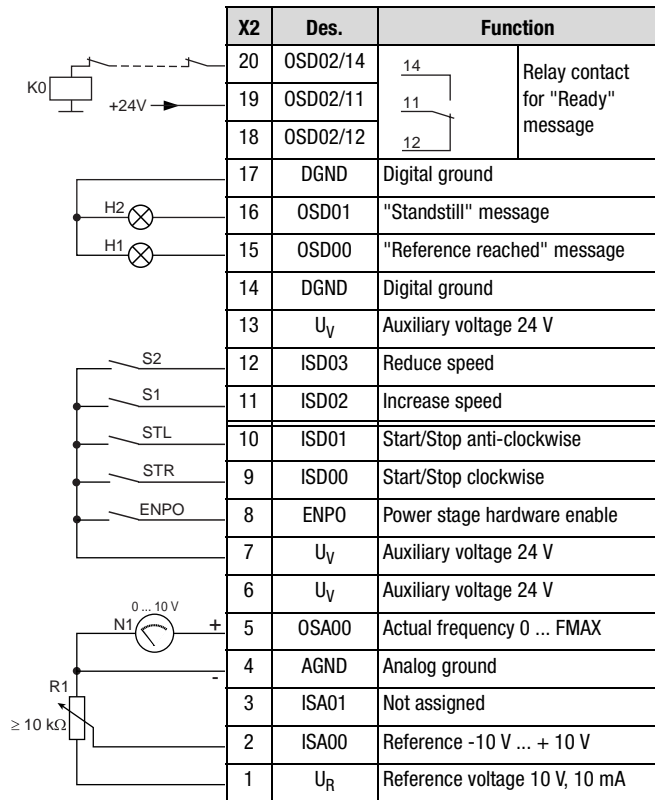 X2 Des. Function
20 OSD02/14 14 Relay contact
K0 +24V 19 OSD02/11 11 for "Ready"
18 OSD02/12 12 message
17 DGND Digital ground
H2 16 OSD01 "Standstill" message
H1 15 OSD00 "Reference reached" message
14 DGND Digital ground
13 UV Auxiliary voltage 24 V
S2 12 ISD03 Reduce speed
S1 11 ISD02 Increase speed
STL 10 ISD01 Start/Stop anti-clockwise
STR 9 ISD00 Start/Stop clockwise
ENPO 8 ENPO Power stage hardware enable
7 UV Auxiliary voltage 24 V
6 UV Auxiliary voltage 24 V
0 ... 10 V
N1 + 5 OSA00 Actual frequency 0 ... FMAX
- 4 AGND Analog ground
R1 3 ISA01 Not assigned
≥ 10 kΩ 2 ISA00 Reference -10 V ... + 10 V
1 UR Reference voltage 10 V, 10 mA